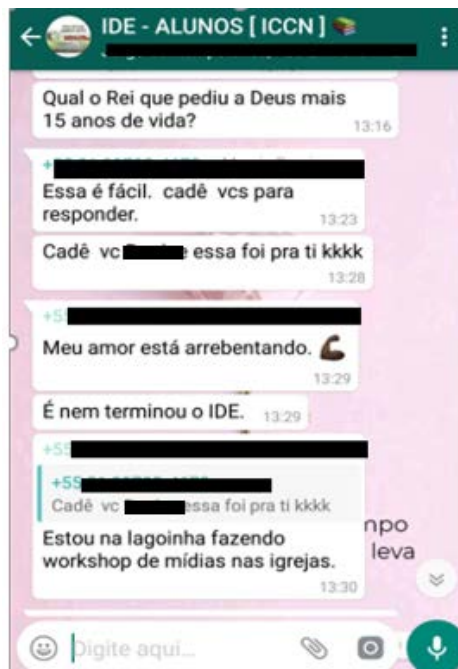 IDE - ALUNOS [ ICCN ]
Qual o Rei que pediu a Deus mais
15 anos de vida?
13:16
Essa é fácil. cadê vcs para
responder.
13:23
Cadê vc essa foi pra ti kkkk
13:28
+55
Meu amor está arrebentando.
13:29
É nem terminou o IDE. 13:29
+55
+55
Cadê vc essa foi pra ti kkkk
Estou na lagoinha fazendo
workshop de mídias nas igrejas.
13:30
leva
Digite aqui...